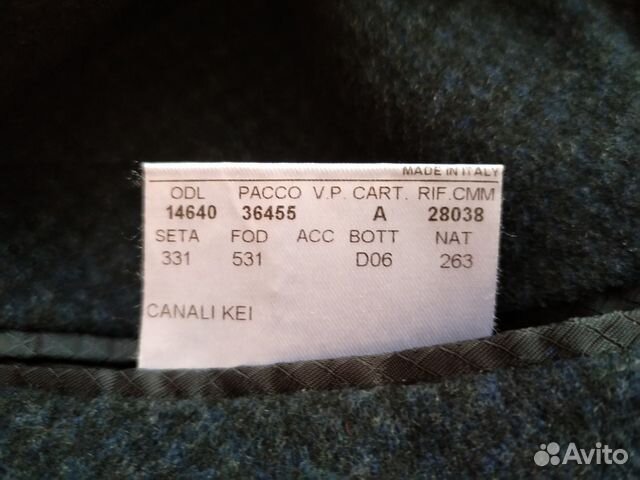 MADE IN ITALY
ODL PACCO V.P. CART. RIF.CMM
14640 36455 A 28038
SETA FOD ACC BOTT NAT
331 531 D06 263
CANALI KEI
Avito